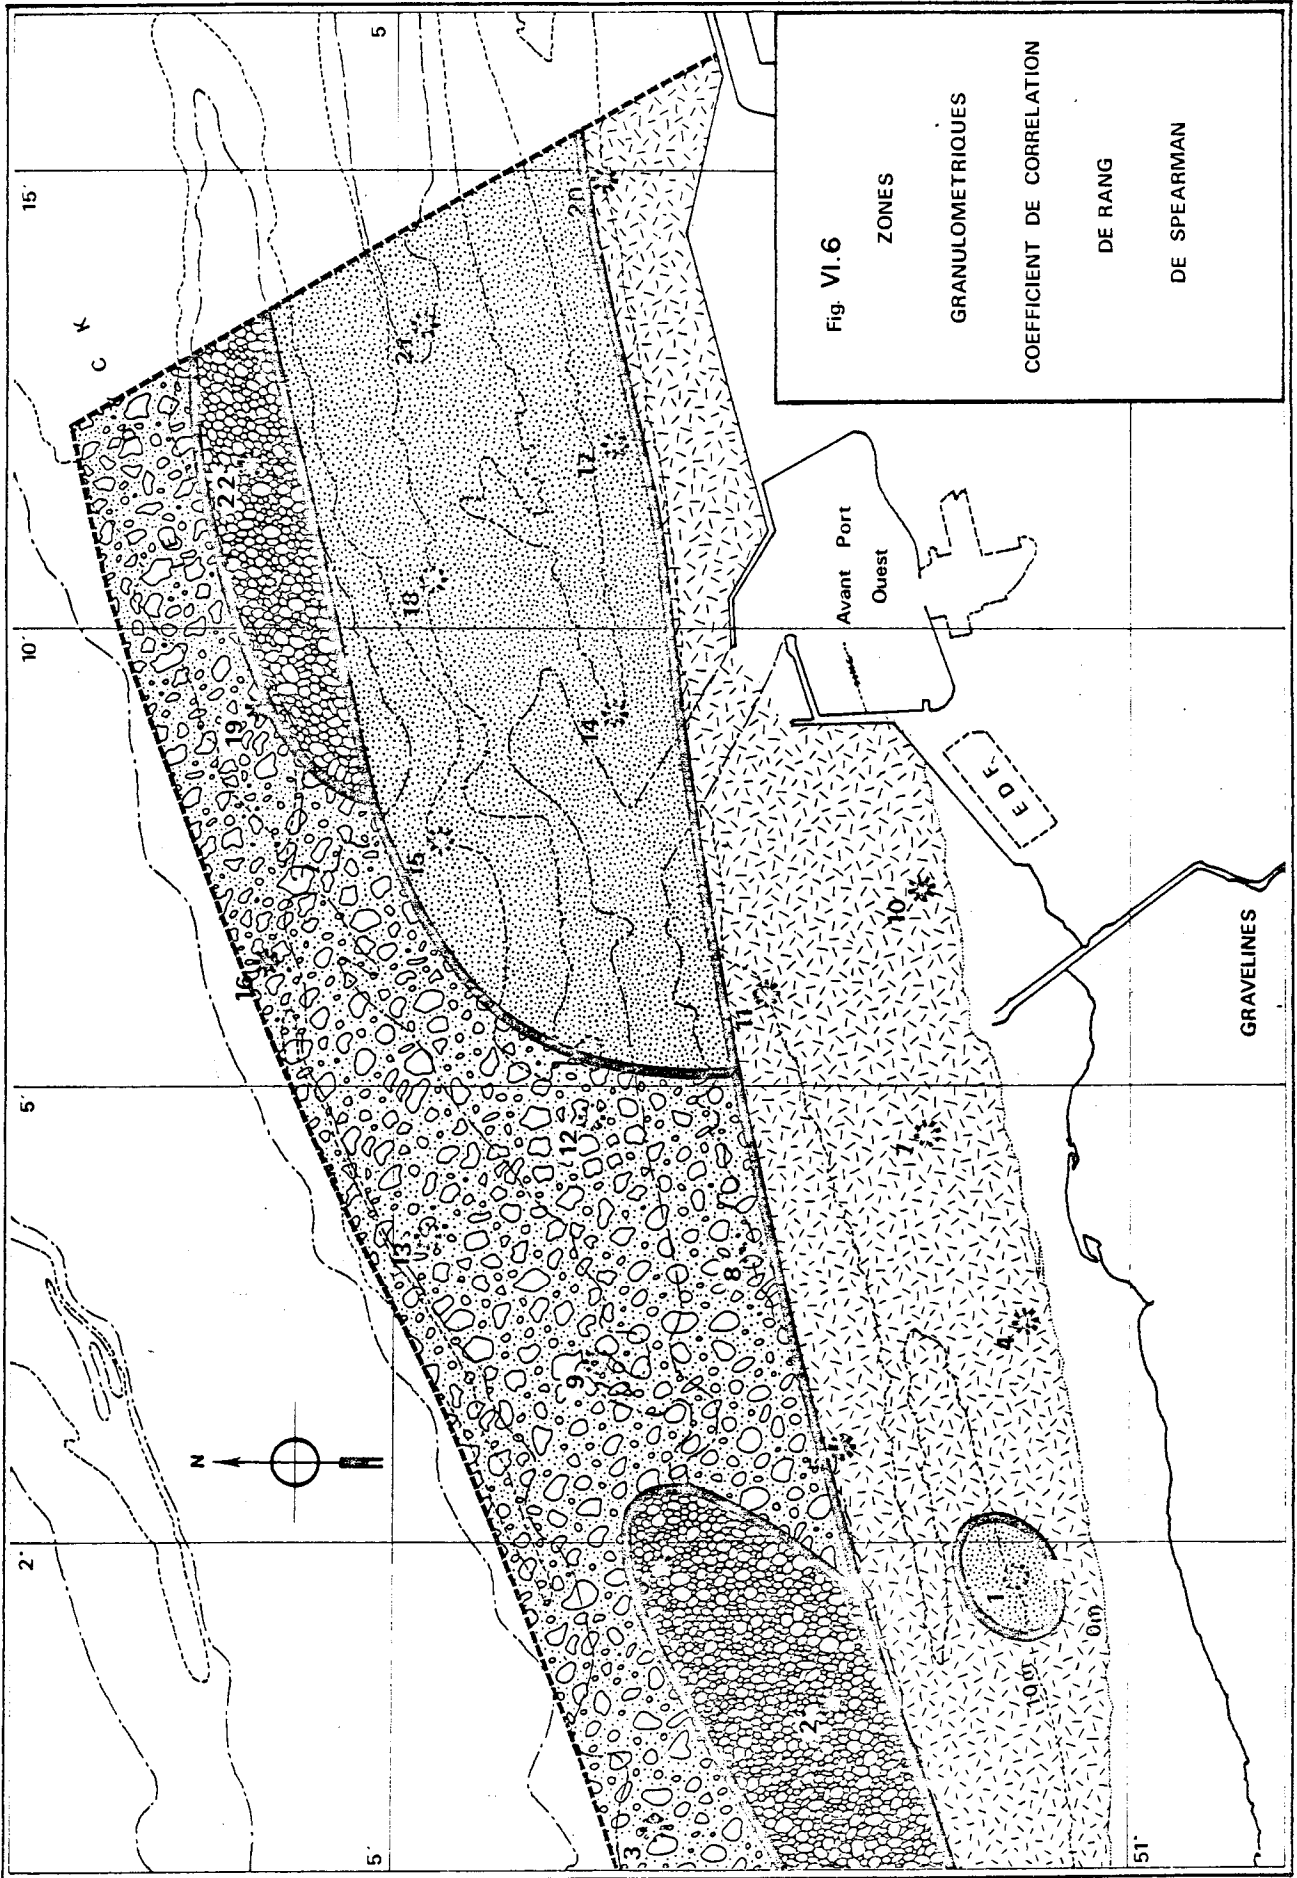 Fig. VI.6
ZONES
GRANULOMETRIQUES
COEFFICIENT DE CORRELATION
DE RANG
DE SPEARMAN
2°
5'
10'
15'
5'
5
51°
N
C K
3
2
1
4
9
8
13
12
7
10
11
16
19
15
14
18
17
22
21
20
10 m
0 m
Avant Port
Ouest
E D F
GRAVELINES